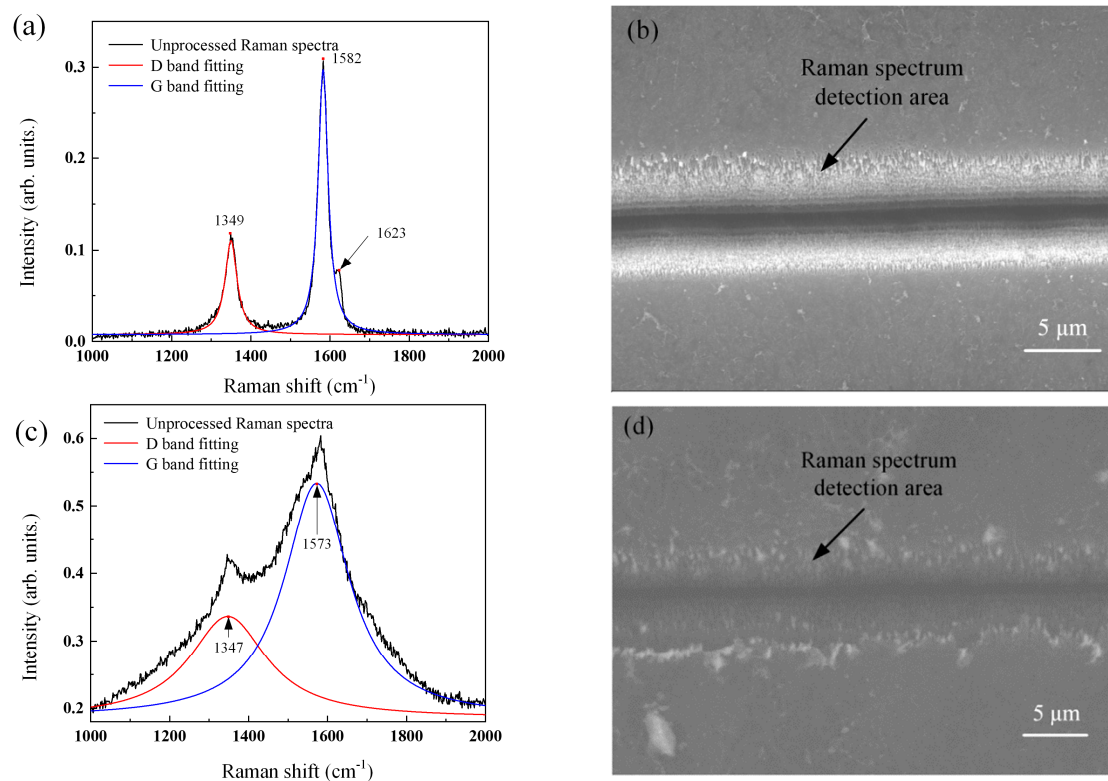 (a)
Unprocessed Raman spectra
D band fitting
G band fitting
1582
1349
1623
0.3
0.2
0.1
0.0
Intensity (arb. units.)
1000 1200 1400 1600 1800 2000
Raman shift (cm-1)
(b)
Raman spectrum
detection area
5 μm
(c)
Unprocessed Raman spectra
D band fitting
G band fitting
1573
1347
0.6
0.5
0.4
0.3
0.2
Intensity (arb. units.)
1000 1200 1400 1600 1800 2000
Raman shift (cm-1)
(d)
Raman spectrum
detection area
5 μm